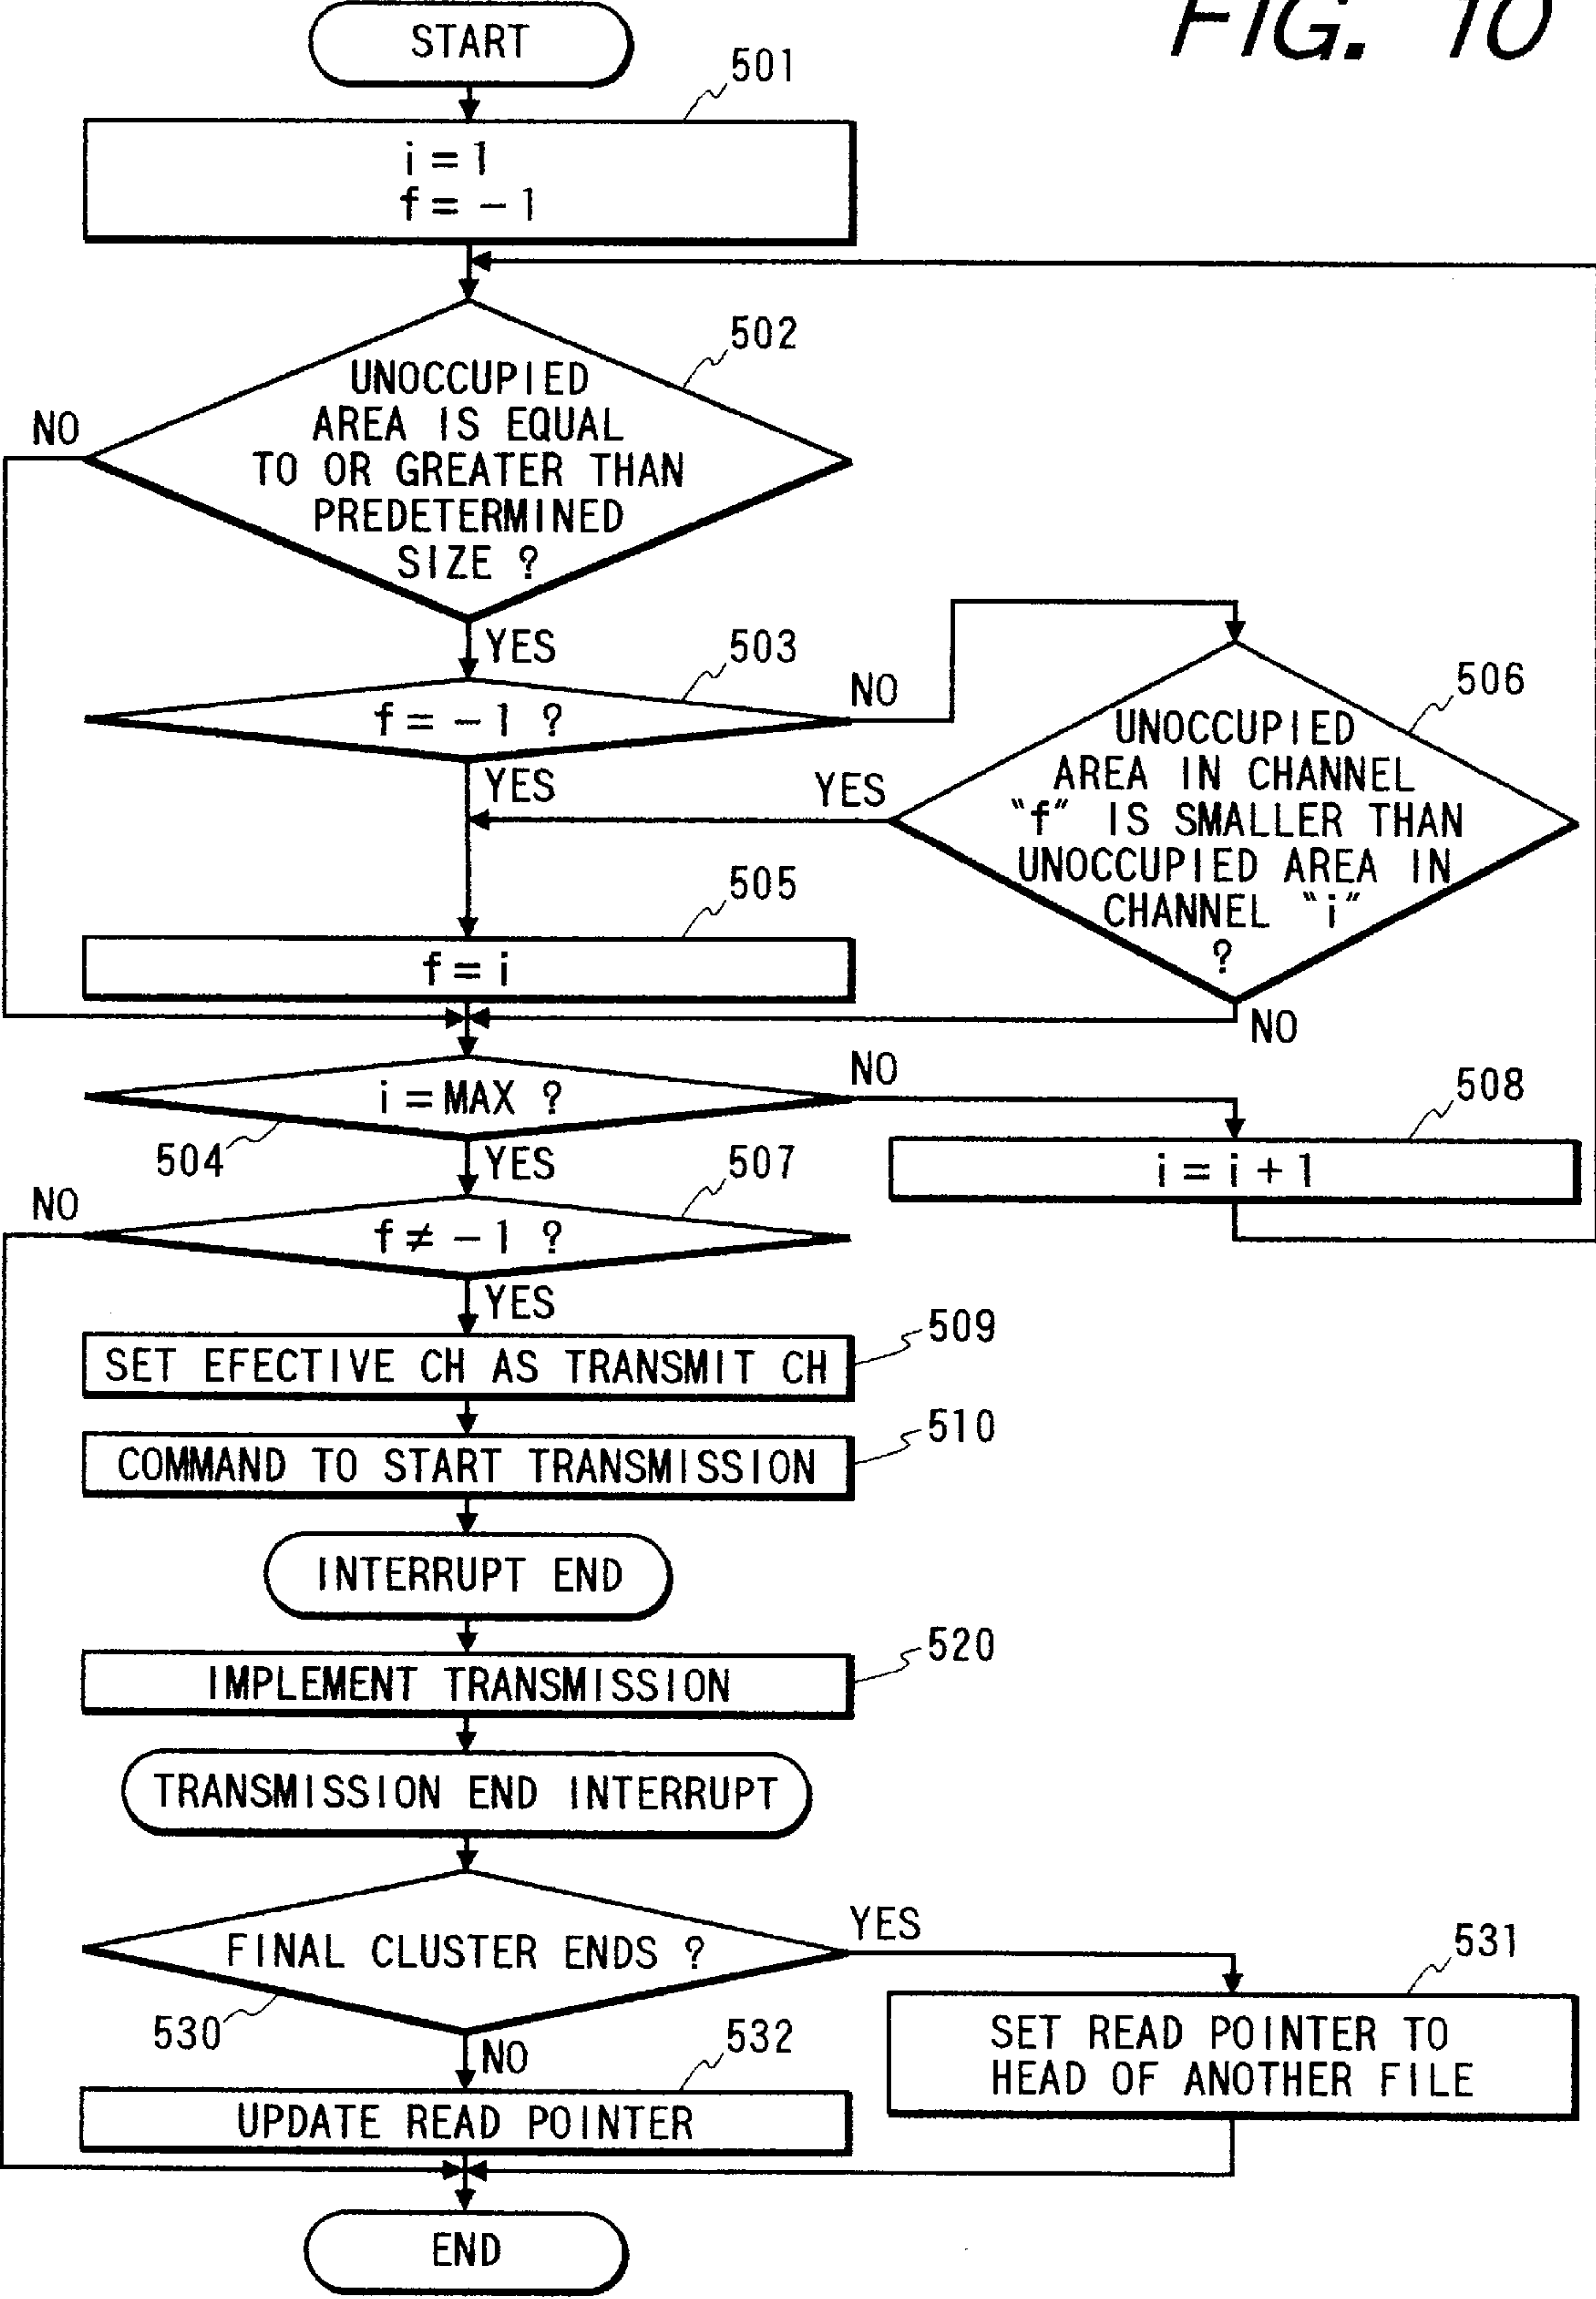 FIG. 10
START
501
i = 1
f = - 1
502
UNOCCUPIED
AREA IS EQUAL
TO OR GREATER THAN
PREDETERMINED
SIZE ?
NO
YES
503
f = - 1 ?
NO
YES
506
UNOCCUPIED
AREA IN CHANNEL
"f" IS SMALLER THAN
UNOCCUPIED AREA IN
CHANNEL "i"
?
YES
NO
505
f = i
i = MAX ?
504
NO
YES
508
i = i + 1
507
f ≠ - 1 ?
NO
YES
509
SET EFECTIVE CH AS TRANSMIT CH
510
COMMAND TO START TRANSMISSION
INTERRUPT END
520
IMPLEMENT TRANSMISSION
TRANSMISSION END INTERRUPT
FINAL CLUSTER ENDS ?
530
YES
NO
531
SET READ POINTER TO
HEAD OF ANOTHER FILE
532
UPDATE READ POINTER
END